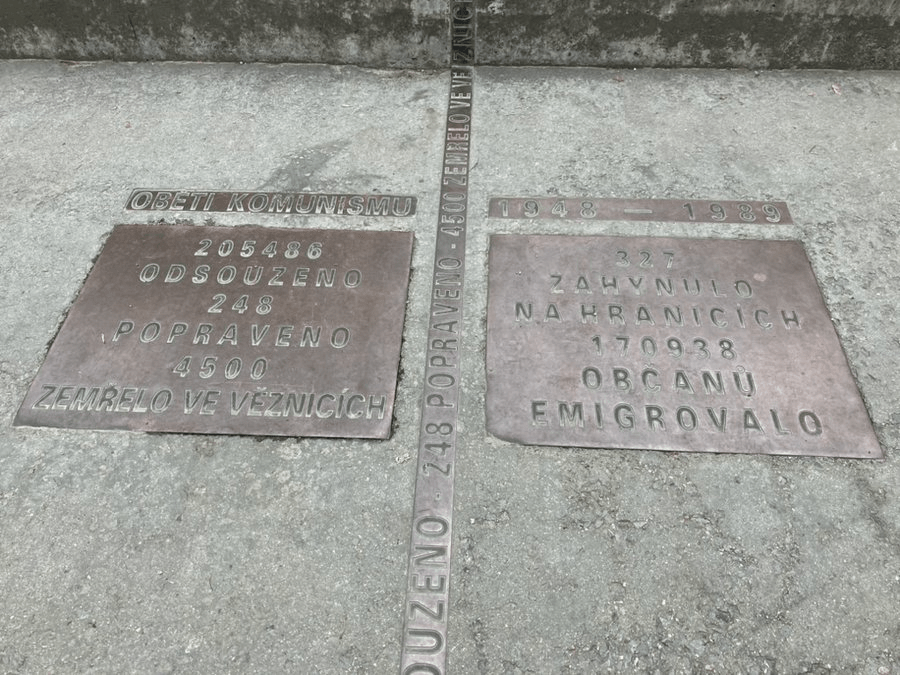 OBĚTI KOMUNISMU
205486
ODSOUZENO
248
POPRAVENO
4500
ZEMŘELO VE VĚZNICÍCH
1948 — 1989
327
ZAHYNULO
NA HRANICÍCH
170938
OBČANŮ
EMIGROVALO
OUZENO - 248 POPRAVENO - 4500 ZEMŘELO VE VĚZNIC